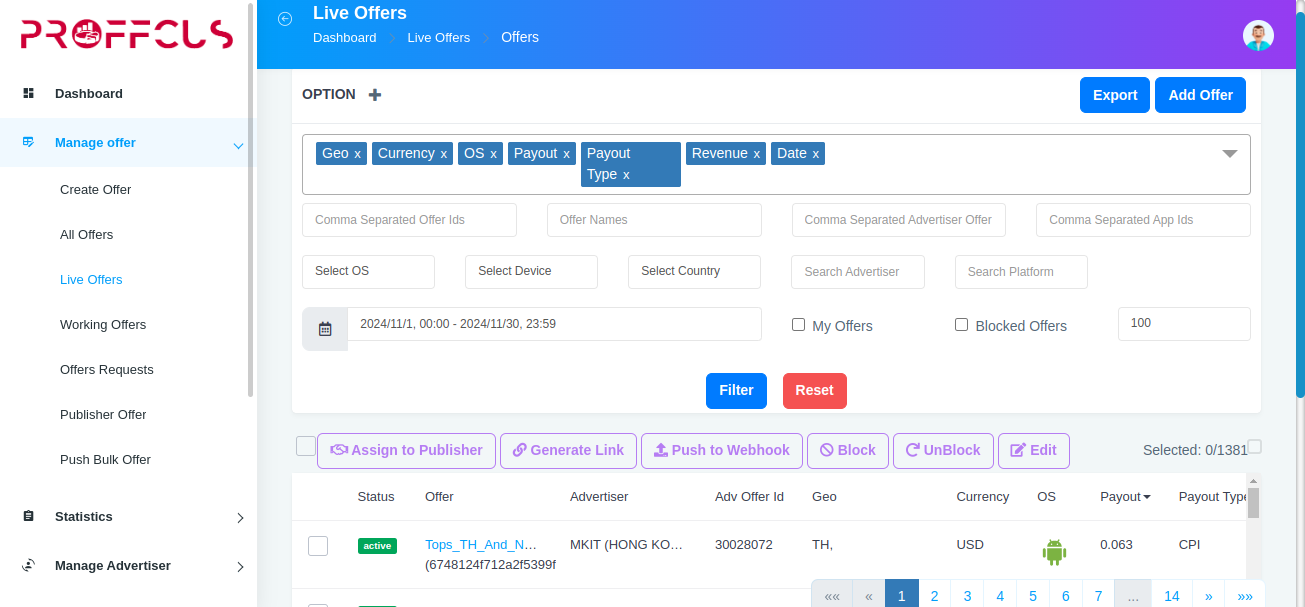 PROFFCUS
Dashboard
Manage offer
Create Offer
All Offers
Live Offers
Working Offers
Offers Requests
Publisher Offer
Push Bulk Offer
Statistics
Manage Advertiser
Live Offers
Dashboard Live Offers Offers
OPTION
Export Add Offer
Geo x Currency x OS x Payout x Payout Type x Revenue x Date x
Comma Separated Offer Ids Offer Names Comma Separated Advertiser Offer Comma Separated App Ids
Select OS Select Device Select Country Search Advertiser Search Platform
2024/11/1, 00:00 - 2024/11/30, 23:59 My Offers Blocked Offers 100
Filter Reset
Assign to Publisher Generate Link Push to Webhook Block UnBlock Edit Selected: 0/1381
Status Offer Advertiser Adv Offer Id Geo Currency OS Payout Payout Type
active Tops_TH_And_N… MKIT (HONG KO… 30028072 TH, USD 0.063 CPI
(6748124f712a2f5399f
«« « 1 2 3 4 5 6 7 ... 14 » »»